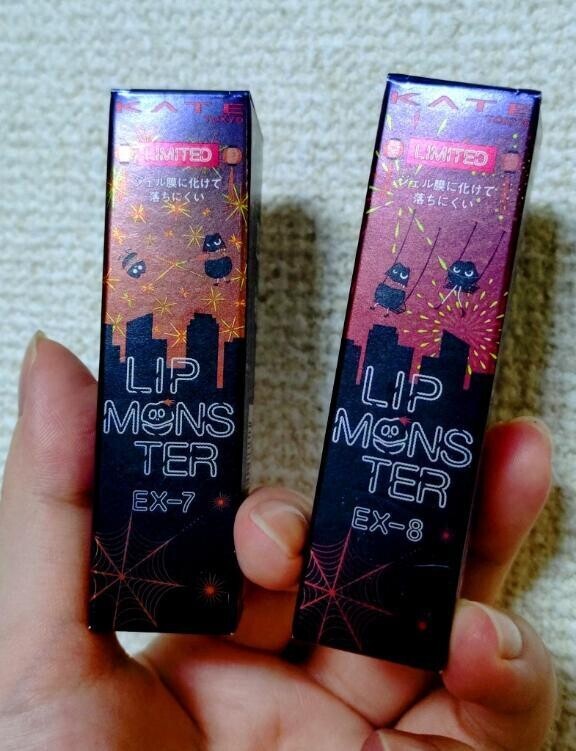 KATE
TOKYO
LIMITED
ジェル膜に化けて
落ちにくい
LIP
MONS
TER
EX-7
KATE
TOKYO
LIMITED
ジェル膜に化けて
落ちにくい
LIP
MONS
TER
EX-8